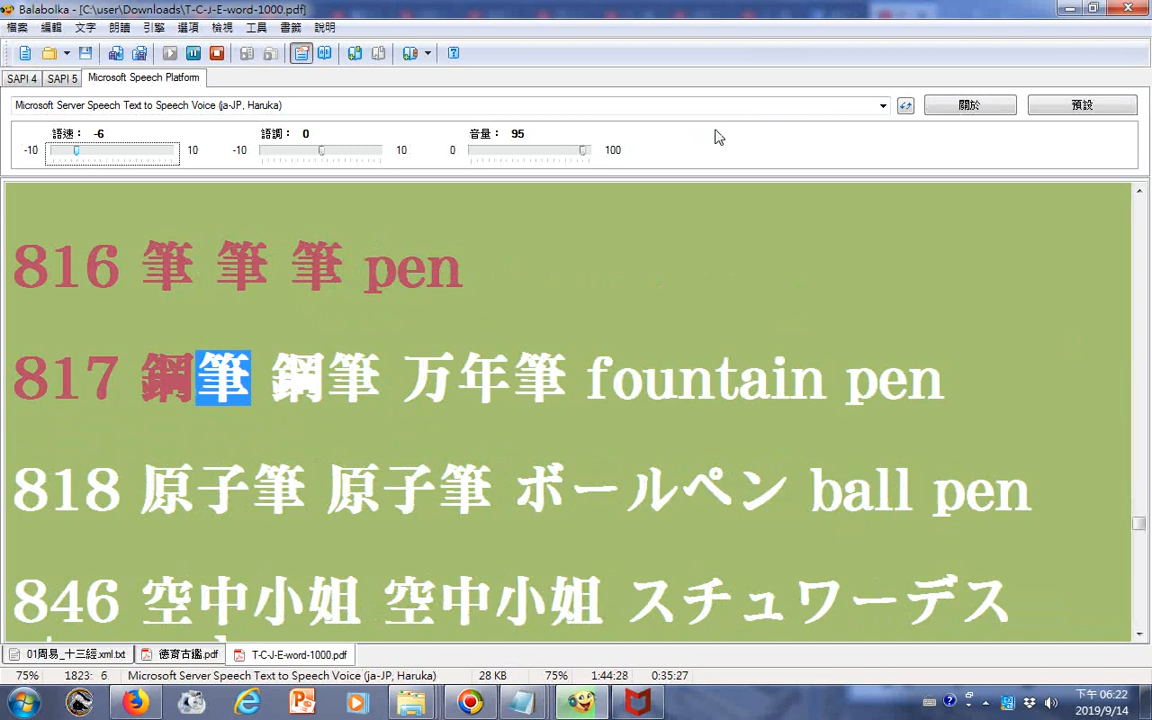 Balabolka - [C:\user\Downloads\T-C-J-E-word-1000.pdf]
檔案 編輯 文字 朗讀 引擎 選項 檢視 工具 書籤 說明
SAPI 4 SAPI 5 Microsoft Speech Platform
Microsoft Server Speech Text to Speech Voice (ja-JP, Haruka) 關於 預設
語速： -6 語調： 0 音量： 95
-10 10 -10 10 0 100
816 筆 筆 筆 pen
817 鋼筆 鋼筆 万年筆 fountain pen
818 原子筆 原子筆 ボールペン ball pen
846 空中小姐 空中小姐 スチュワーデス
01周易_十三經.xml.txt 德育古鑑.pdf T-C-J-E-word-1000.pdf
75% 1823: 6 Microsoft Server Speech Text to Speech Voice (ja-JP, Haruka) 28 KB 75% 1:44:28 0:35:27
下午 06:22
2019/9/14